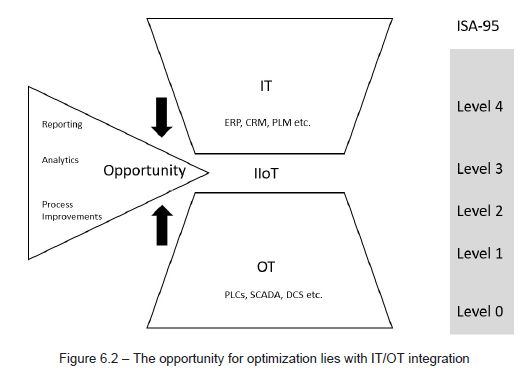 ISA-95
IT
ERP, CRM, PLM etc.
Level 4
Reporting
Analytics
Opportunity
IIoT
Level 3
Process
Improvements
Level 2
Level 1
OT
PLCs, SCADA, DCS etc.
Level 0
Figure 6.2 – The opportunity for optimization lies with IT/OT integration